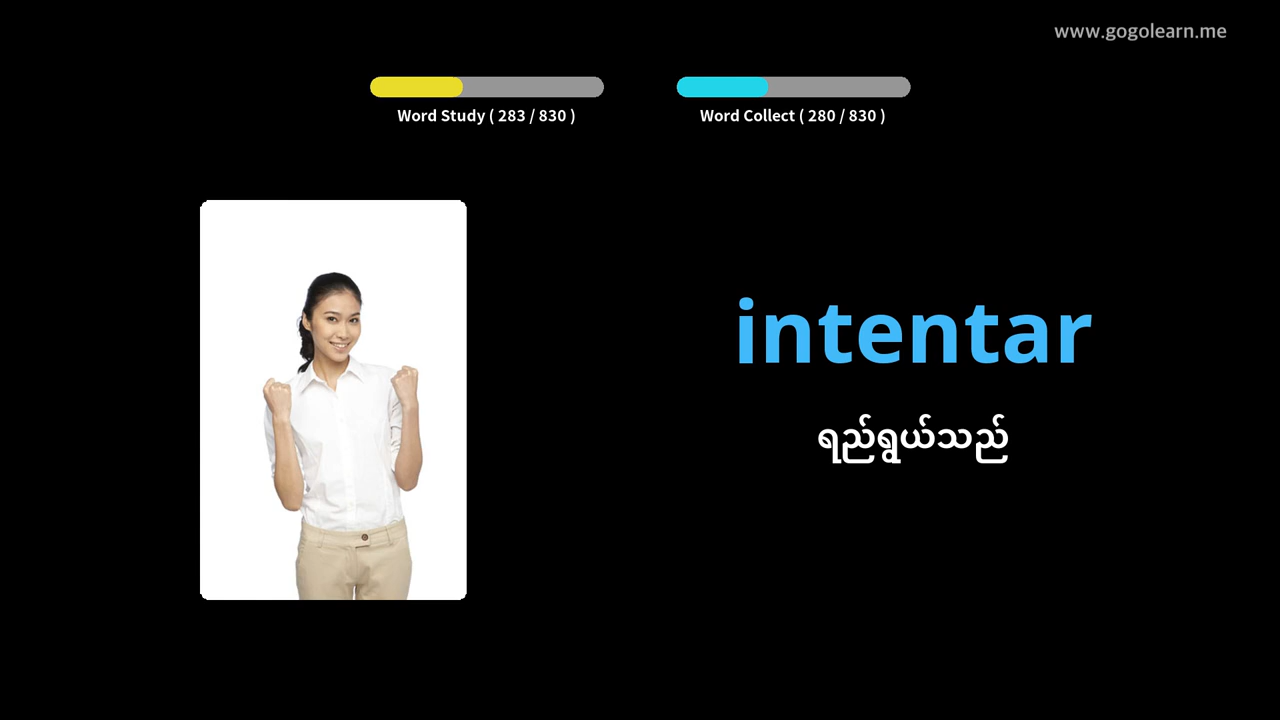 www.gogolearn.me
Word Study ( 283 / 830 )
Word Collect ( 280 / 830 )
intentar
ရည်ရွယ်သည်